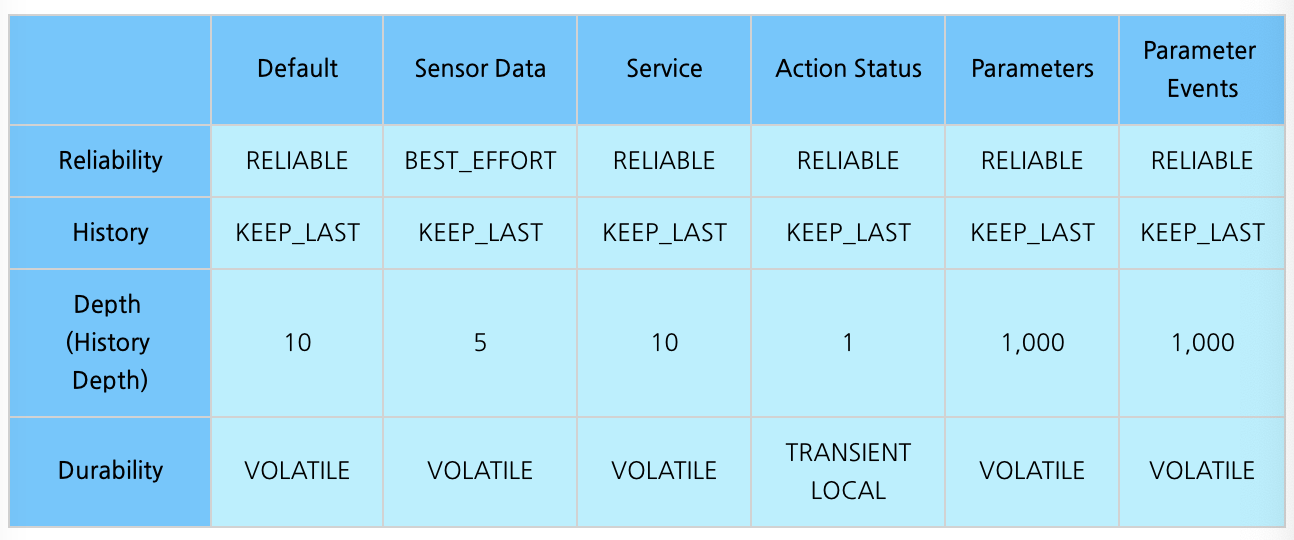 Default Sensor Data Service Action Status Parameters Parameter
Events
Reliability RELIABLE BEST_EFFORT RELIABLE RELIABLE RELIABLE RELIABLE
History KEEP_LAST KEEP_LAST KEEP_LAST KEEP_LAST KEEP_LAST KEEP_LAST
Depth
(History
Depth) 10 5 10 1 1,000 1,000
Durability VOLATILE VOLATILE VOLATILE TRANSIENT
LOCAL VOLATILE VOLATILE